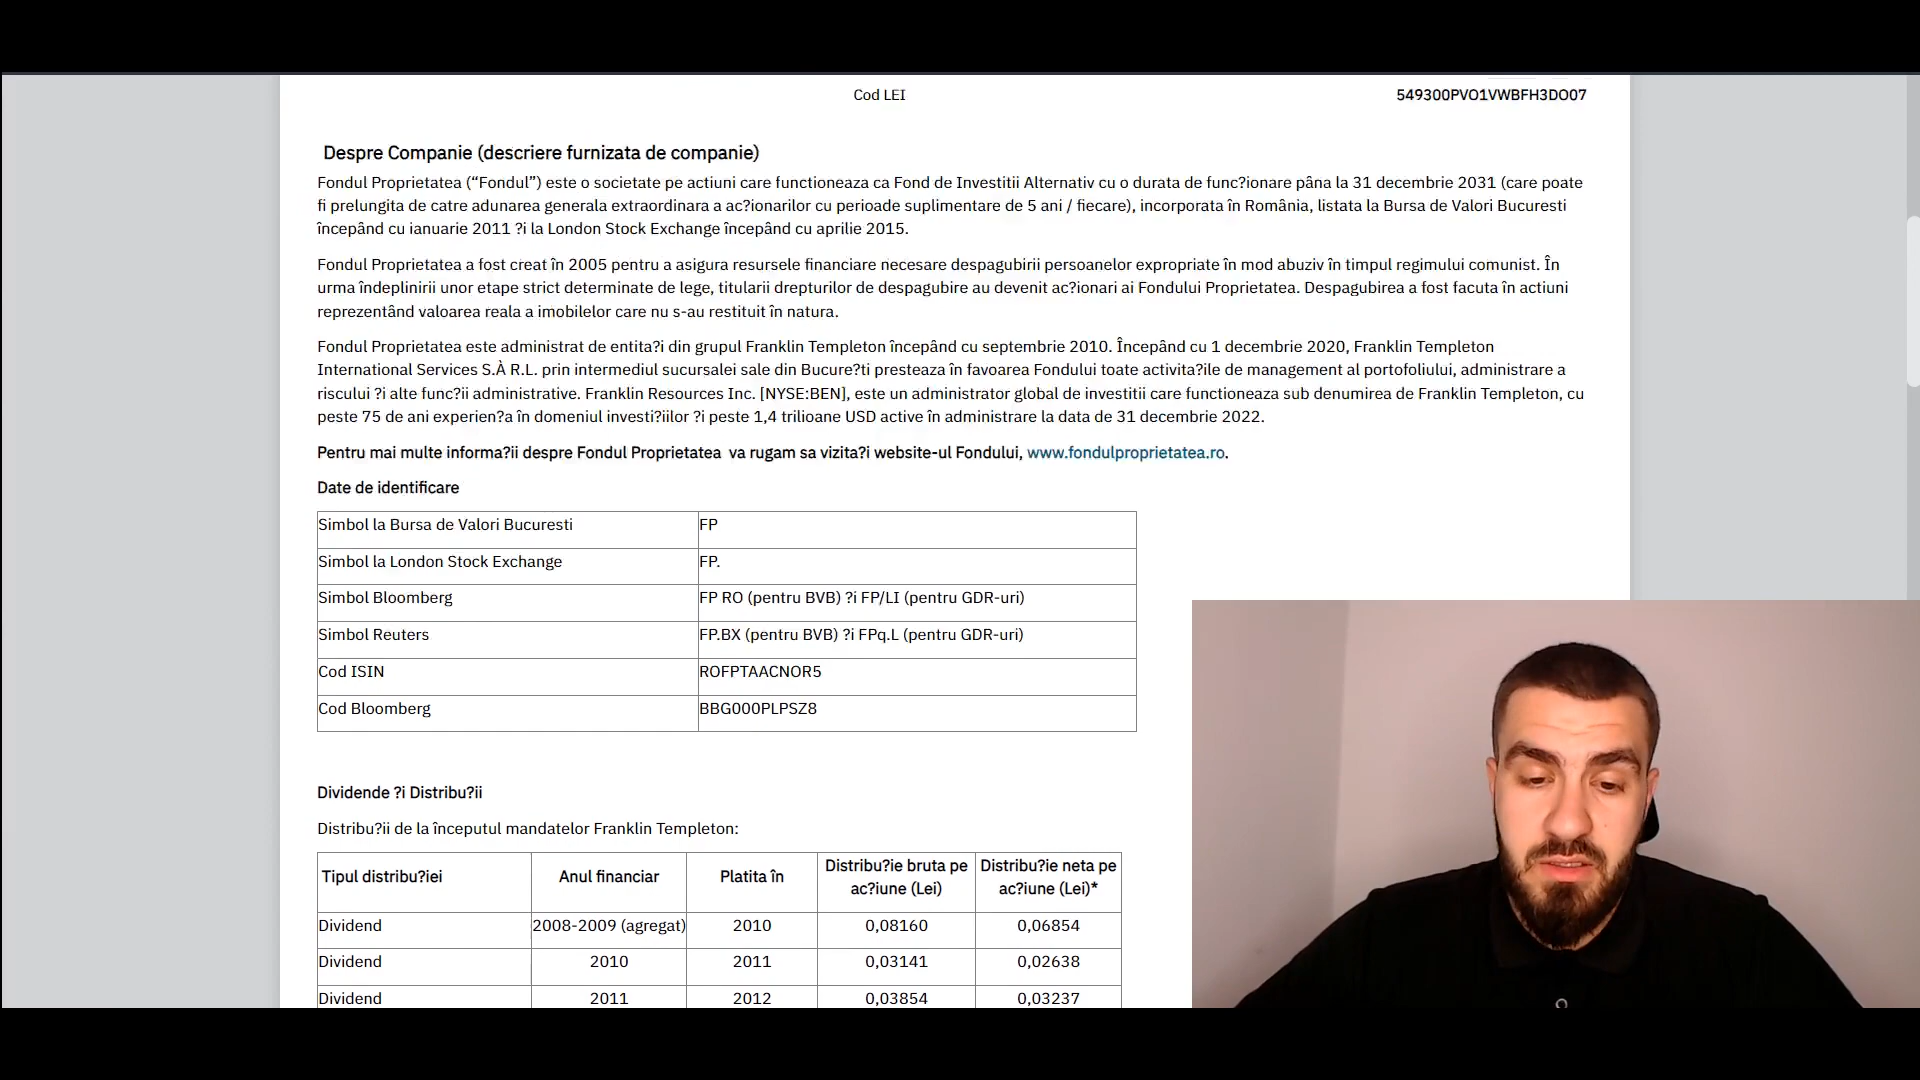 Cod LEI 549300PVO1VWBFH3DO07
Despre Companie (descriere furnizata de companie)
Fondul Proprietatea (“Fondul”) este o societate pe actiuni care functioneaza ca Fond de Investitii Alternativ cu o durata de func?ionare pâna la 31 decembrie 2031 (care poate
fi prelungita de catre adunarea generala extraordinara a ac?ionarilor cu perioade suplimentare de 5 ani / fiecare), incorporata în România, listata la Bursa de Valori Bucuresti
începând cu ianuarie 2011 ?i la London Stock Exchange începând cu aprilie 2015.
Fondul Proprietatea a fost creat în 2005 pentru a asigura resursele financiare necesare despagubirii persoanelor expropriate în mod abuziv în timpul regimului comunist. În
urma îndeplinirii unor etape strict determinate de lege, titularii drepturilor de despagubire au devenit ac?ionari ai Fondului Proprietatea. Despagubirea a fost facuta în actiuni
reprezentând valoarea reala a imobilelor care nu s-au restituit în natura.
Fondul Proprietatea este administrat de entita?i din grupul Franklin Templeton începând cu septembrie 2010. Începând cu 1 decembrie 2020, Franklin Templeton
International Services S.À R.L. prin intermediul sucursalei sale din Bucure?ti presteaza în favoarea Fondului toate activita?ile de management al portofoliului, administrare a
riscului ?i alte func?ii administrative. Franklin Resources Inc. [NYSE:BEN], este un administrator global de investitii care functioneaza sub denumirea de Franklin Templeton, cu
peste 75 de ani experien?a în domeniul investi?iilor ?i peste 1,4 trilioane USD active în administrare la data de 31 decembrie 2022.
Pentru mai multe informa?ii despre Fondul Proprietatea va rugam sa vizita?i website-ul Fondului, www.fondulproprietatea.ro.
Date de identificare
Simbol la Bursa de Valori Bucuresti FP
Simbol la London Stock Exchange FP.
Simbol Bloomberg FP RO (pentru BVB) ?i FP/LI (pentru GDR-uri)
Simbol Reuters FP.BX (pentru BVB) ?i FPq.L (pentru GDR-uri)
Cod ISIN ROFPTAACNOR5
Cod Bloomberg BBG000PLPSZ8
Dividende ?i Distribu?ii
Distribu?ii de la începutul mandatelor Franklin Templeton:
Tipul distribu?iei Anul financiar Platita în Distribu?ie bruta pe ac?iune (Lei) Distribu?ie neta pe ac?iune (Lei)*
Dividend 2008-2009 (agregat) 2010 0,08160 0,06854
Dividend 2010 2011 0,03141 0,02638
Dividend 2011 2012 0,03854 0,03237